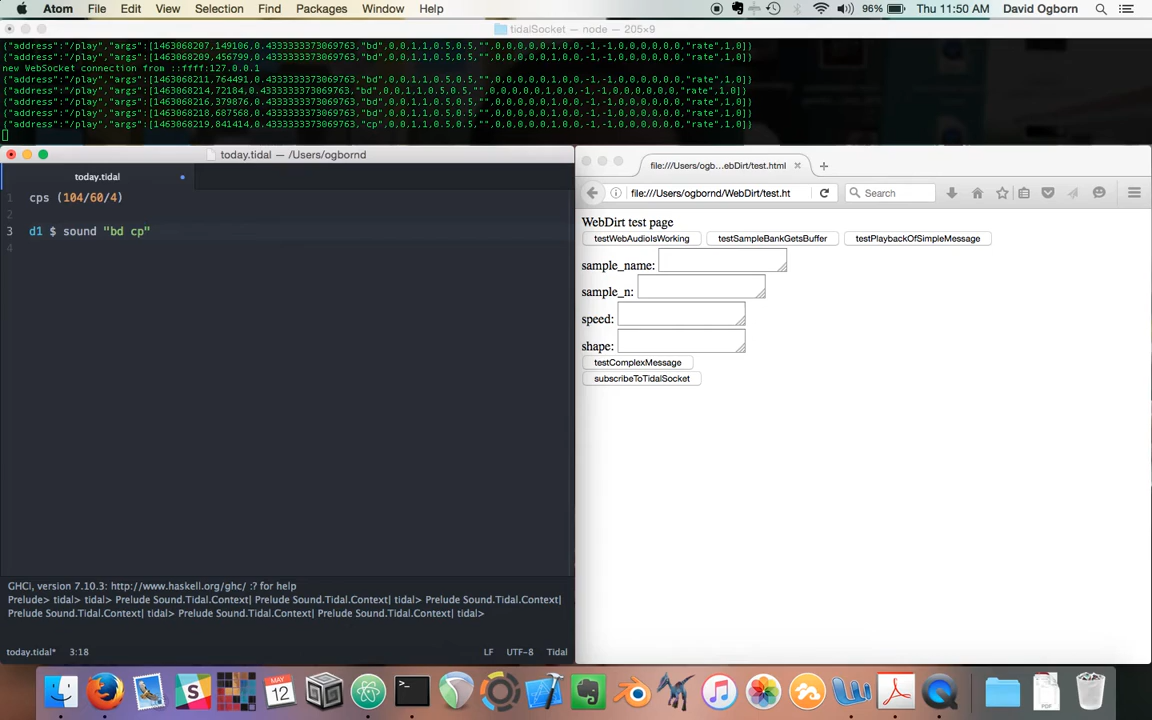 Atom File Edit View Selection Find Packages Window Help 96% Thu 11:50 AM David Ogborn
tidalSocket — node — 205×9
{"address":"/play","args":[1463068207,149106,0.4333333373069763,"bd",0,0,1,1,0.5,0.5,"",0,0,0,0,0,1,0,0,-1,-1,0,0,0,0,0,"rate",1,0]}
{"address":"/play","args":[1463068209,456799,0.4333333373069763,"bd",0,0,1,1,0.5,0.5,"",0,0,0,0,0,1,0,0,-1,-1,0,0,0,0,0,"rate",1,0]}
new WebSocket connection from ::ffff:127.0.0.1
{"address":"/play","args":[1463068211,764491,0.4333333373069763,"bd",0,0,1,1,0.5,0.5,"",0,0,0,0,0,1,0,0,-1,-1,0,0,0,0,0,"rate",1,0]}
{"address":"/play","args":[1463068214,72184,0.4333333373069763,"bd",0,0,1,1,0.5,0.5,"",0,0,0,0,0,1,0,0,-1,-1,0,0,0,0,0,"rate",1,0]}
{"address":"/play","args":[1463068216,379876,0.4333333373069763,"bd",0,0,1,1,0.5,0.5,"",0,0,0,0,0,1,0,0,-1,-1,0,0,0,0,0,"rate",1,0]}
{"address":"/play","args":[1463068218,687568,0.4333333373069763,"bd",0,0,1,1,0.5,0.5,"",0,0,0,0,0,1,0,0,-1,-1,0,0,0,0,0,"rate",1,0]}
{"address":"/play","args":[1463068219,841414,0.4333333373069763,"cp",0,0,1,1,0.5,0.5,"",0,0,0,0,0,1,0,0,-1,-1,0,0,0,0,0,"rate",1,0]}
today.tidal — /Users/ogbornd
today.tidal
1 cps (104/60/4)
2
3 d1 $ sound "bd cp"
4
GHCi, version 7.10.3: http://www.haskell.org/ghc/ :? for help
Prelude> tidal> tidal> Prelude Sound.Tidal.Context| Prelude Sound.Tidal.Context| tidal> Prelude Sound.Tidal.Context|
Prelude Sound.Tidal.Context| tidal> Prelude Sound.Tidal.Context| Prelude Sound.Tidal.Context| tidal>
today.tidal* 3:18 LF UTF-8 Tidal
file:///Users/ogb...ebDirt/test.html
file:///Users/ogbornd/WebDirt/test.ht Search
WebDirt test page
testWebAudioIsWorking testSampleBankGetsBuffer testPlaybackOfSimpleMessage
sample_name:
sample_n:
speed:
shape:
testComplexMessage
subscribeToTidalSocket
MAY
12
PDF